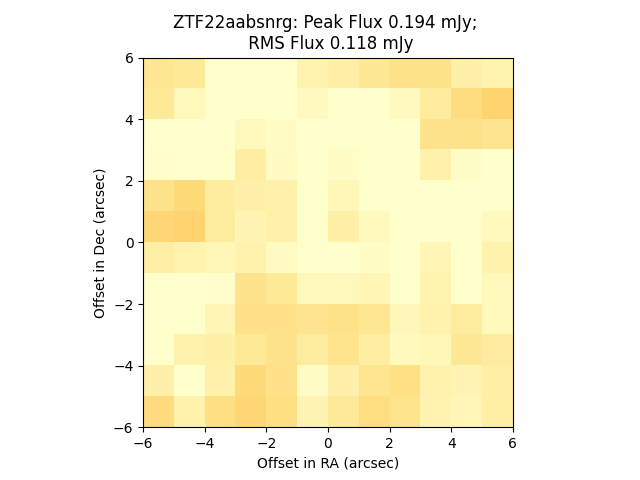 ZTF22aabsnrg: Peak Flux 0.194 mJy;
RMS Flux 0.118 mJy
6
4
2
0
−2
−4
−6
Offset in Dec (arcsec)
−6 −4 −2 0 2 4 6
Offset in RA (arcsec)